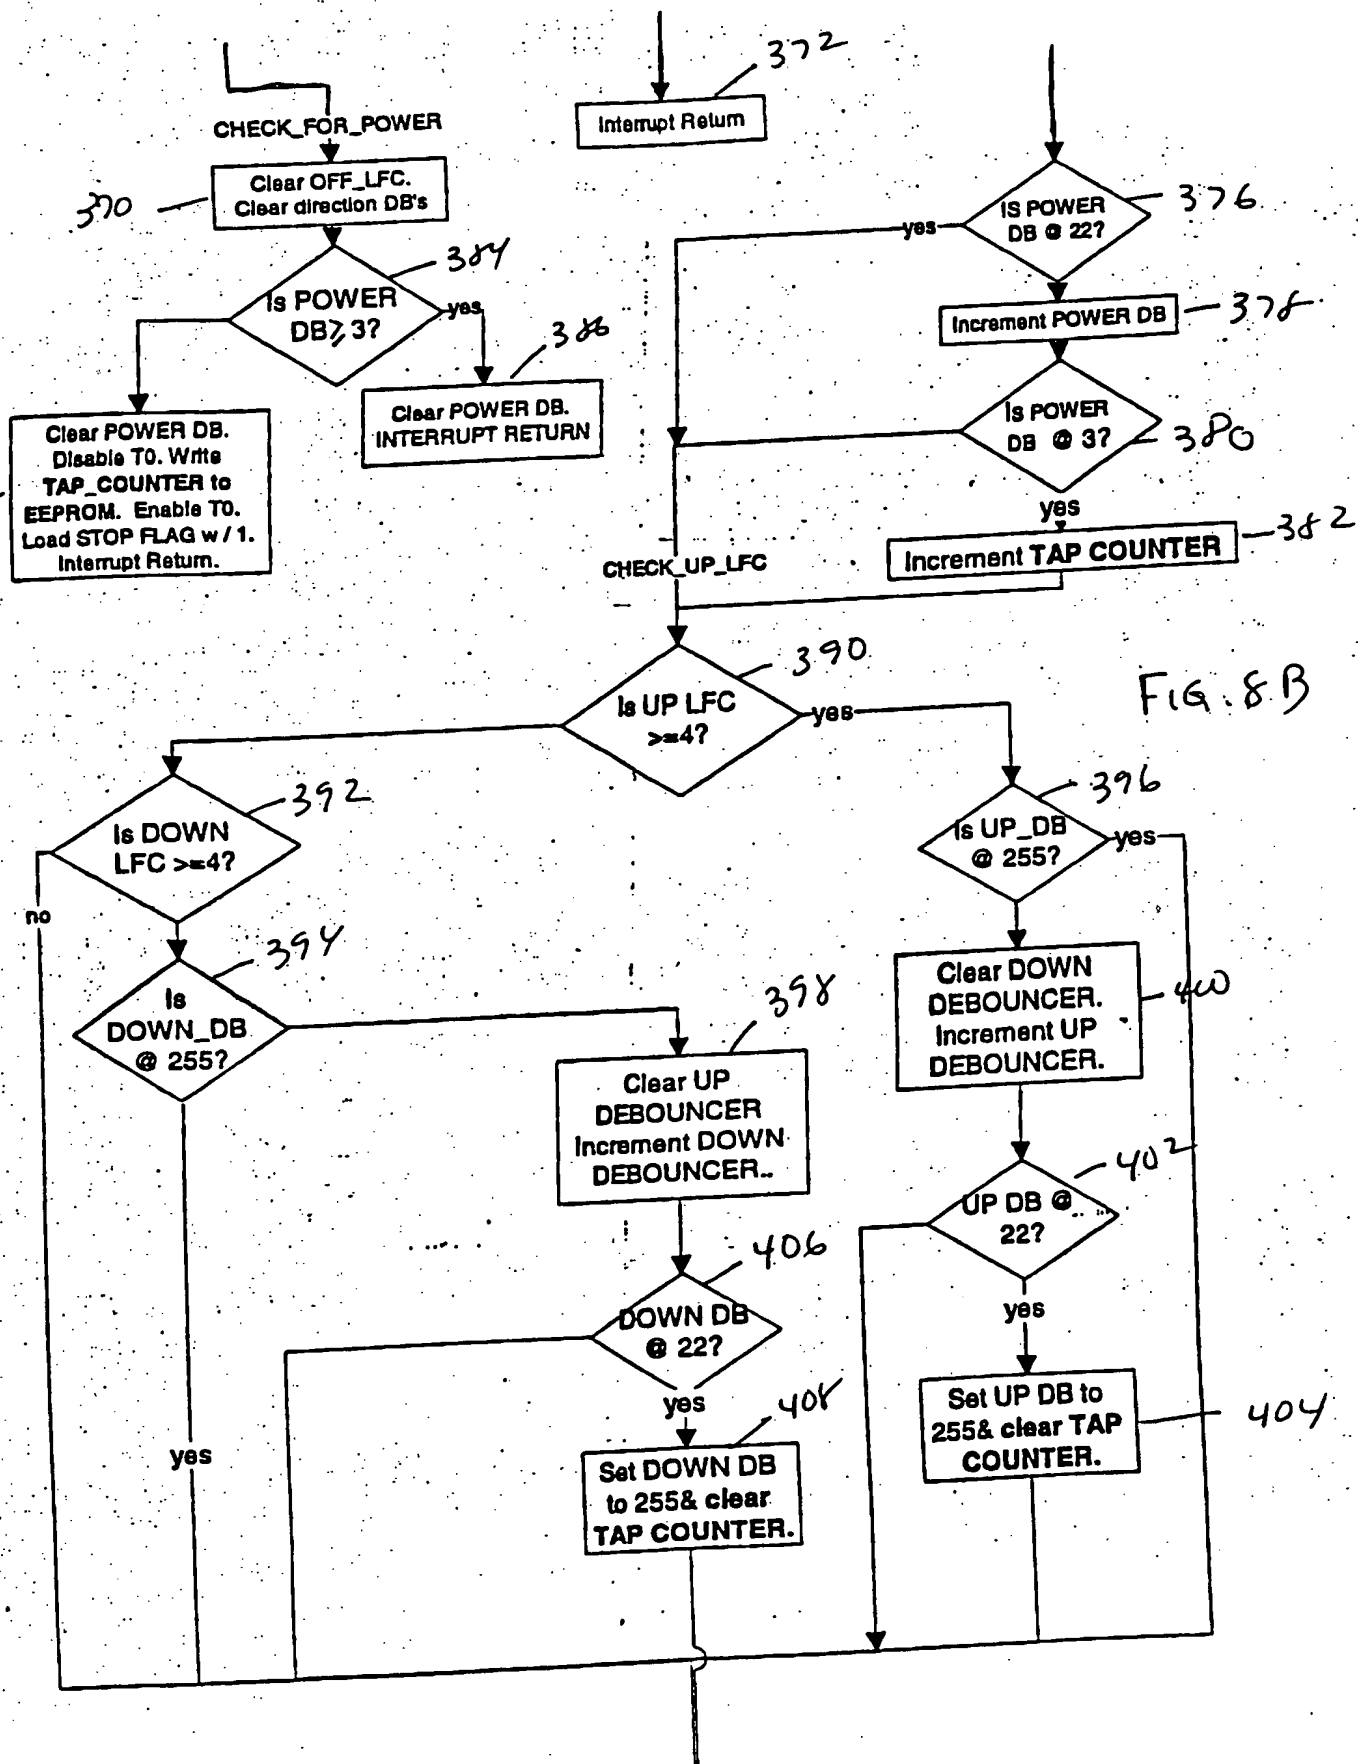 372
CHECK_FOR_POWER
Interrupt Return
Clear OFF_LFC.
Clear direction DB's
370
IS POWER
DB @ 22?
376
yes
384
Is POWER
DB ≥ 3?
yes
Increment POWER DB
378
386
Clear POWER DB.
INTERRUPT RETURN
Is POWER
DB @ 3?
380
yes
Clear POWER DB.
Disable T0. Write
TAP_COUNTER to
EEPROM. Enable T0.
Load STOP FLAG w / 1.
Interrupt Return.
382
Increment TAP COUNTER
CHECK_UP_LFC
390
Is UP LFC
>=4?
yes
FIG. 8B
392
Is DOWN
LFC >=4?
no
396
Is UP_DB
@ 255?
yes
394
Is
DOWN_DB
@ 255?
yes
398
Clear UP
DEBOUNCER
Increment DOWN
DEBOUNCER..
Clear DOWN
DEBOUNCER.
Increment UP
DEBOUNCER.
400
402
UP DB @
22?
yes
406
DOWN DB
@ 22?
yes
408
Set DOWN DB
to 255& clear
TAP COUNTER.
Set UP DB to
255& clear TAP
COUNTER.
404